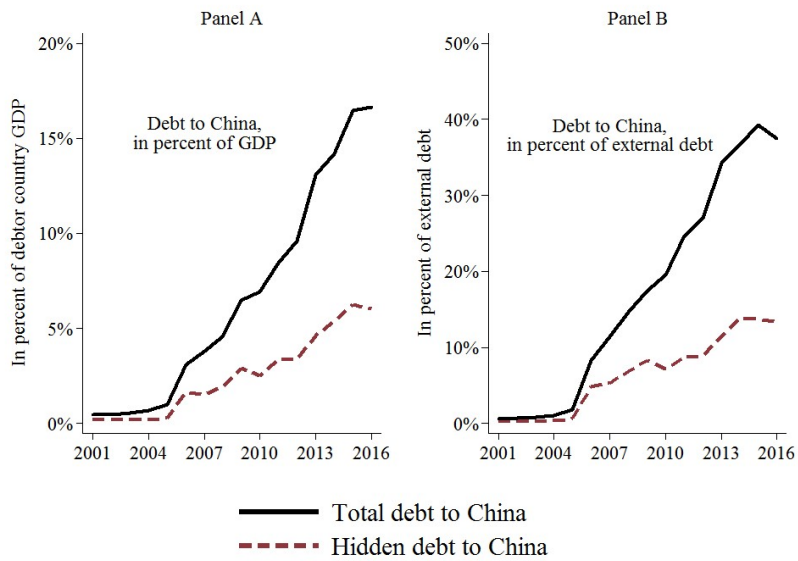 Panel A
In percent of debtor country GDP
20%
15%
10%
5%
0%
Debt to China,
in percent of GDP
2001 2004 2007 2010 2013 2016
Panel B
In percent of external debt
50%
40%
30%
20%
10%
0%
Debt to China,
in percent of external debt
2001 2004 2007 2010 2013 2016
Total debt to China
Hidden debt to China